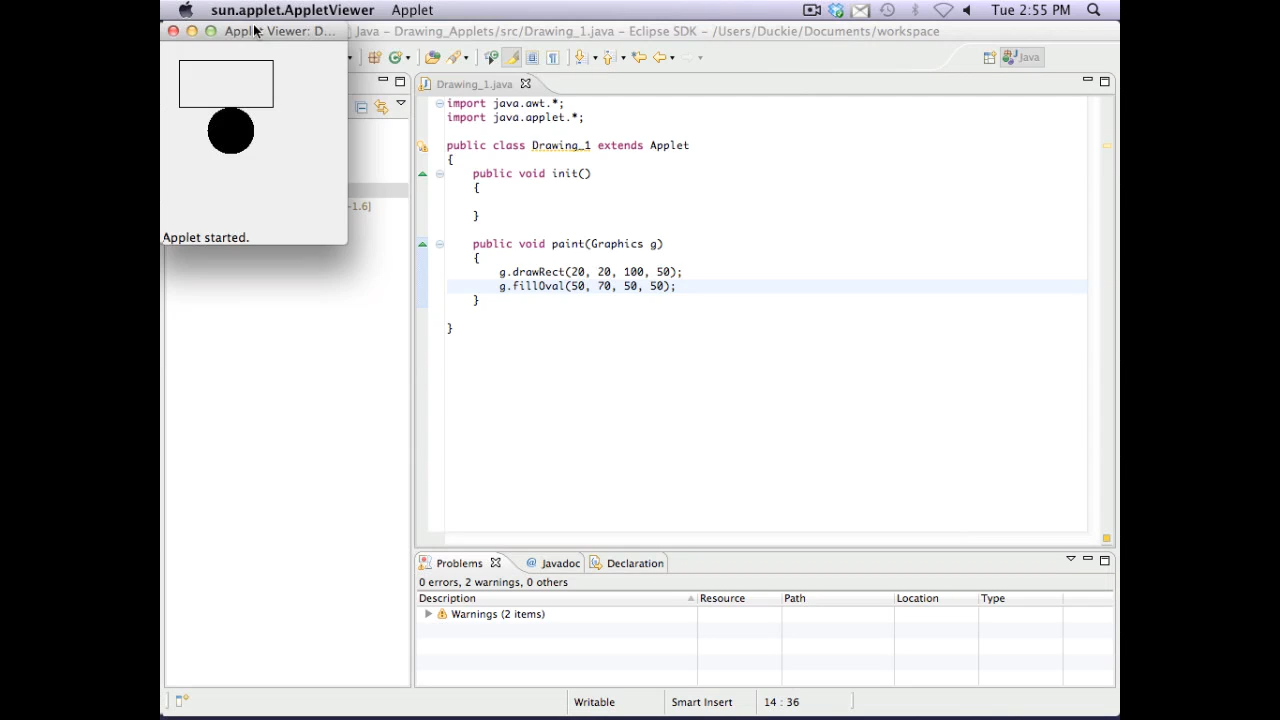 sun.applet.AppletViewer Applet Tue 2:55 PM
Applet Viewer: D... Java – Drawing_Applets/src/Drawing_1.java – Eclipse SDK – /Users/Duckie/Documents/workspace
Java
Drawing_1.java
import java.awt.*;
import java.applet.*;
public class Drawing_1 extends Applet
{
public void init()
{
}
-1.6]
Applet started.
public void paint(Graphics g)
{
g.drawRect(20, 20, 100, 50);
g.fillOval(50, 70, 50, 50);
}
}
Problems @ Javadoc Declaration
0 errors, 2 warnings, 0 others
Description Resource Path Location Type
Warnings (2 items)
Writable Smart Insert 14 : 36